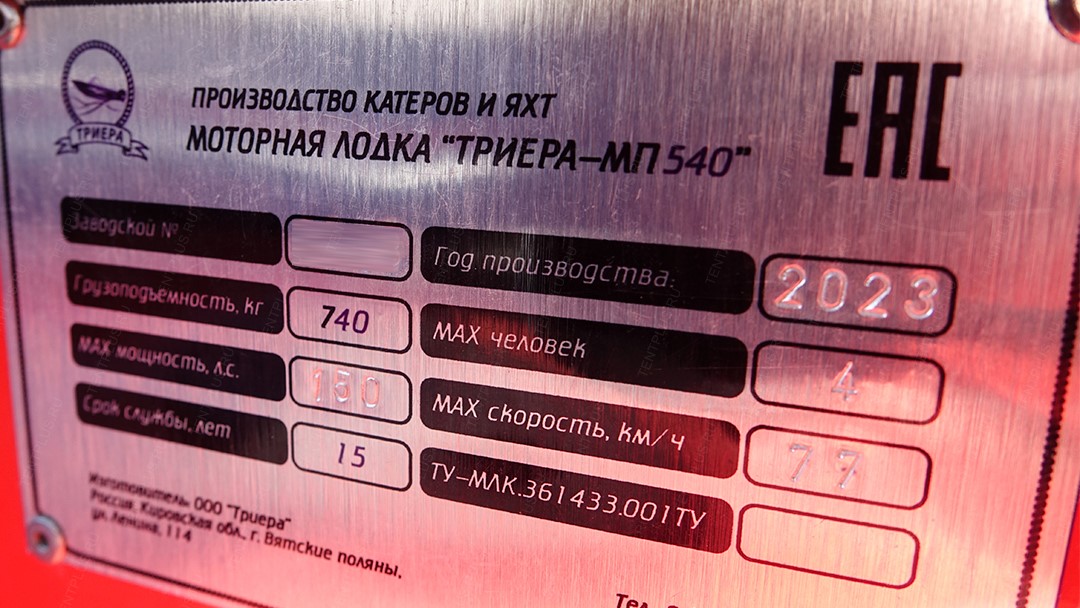 ТРИЕРА
ПРОИЗВОДСТВО КАТЕРОВ И ЯХТ
МОТОРНАЯ ЛОДКА "ТРИЕРА–МП540"
ЕАС
Заводской №
Грузоподъемность, кг 740
MAX мощность, л.с. 150
Срок службы, лет 15
Год производства: 2023
MAX человек 4
MAX скорость, км/ч 77
ТУ–МЛК.361433.001ТУ
Изготовитель ООО "Триера"
Россия, Кировская обл., г. Вятские поляны,
ул. Ленина, 114
Тел.